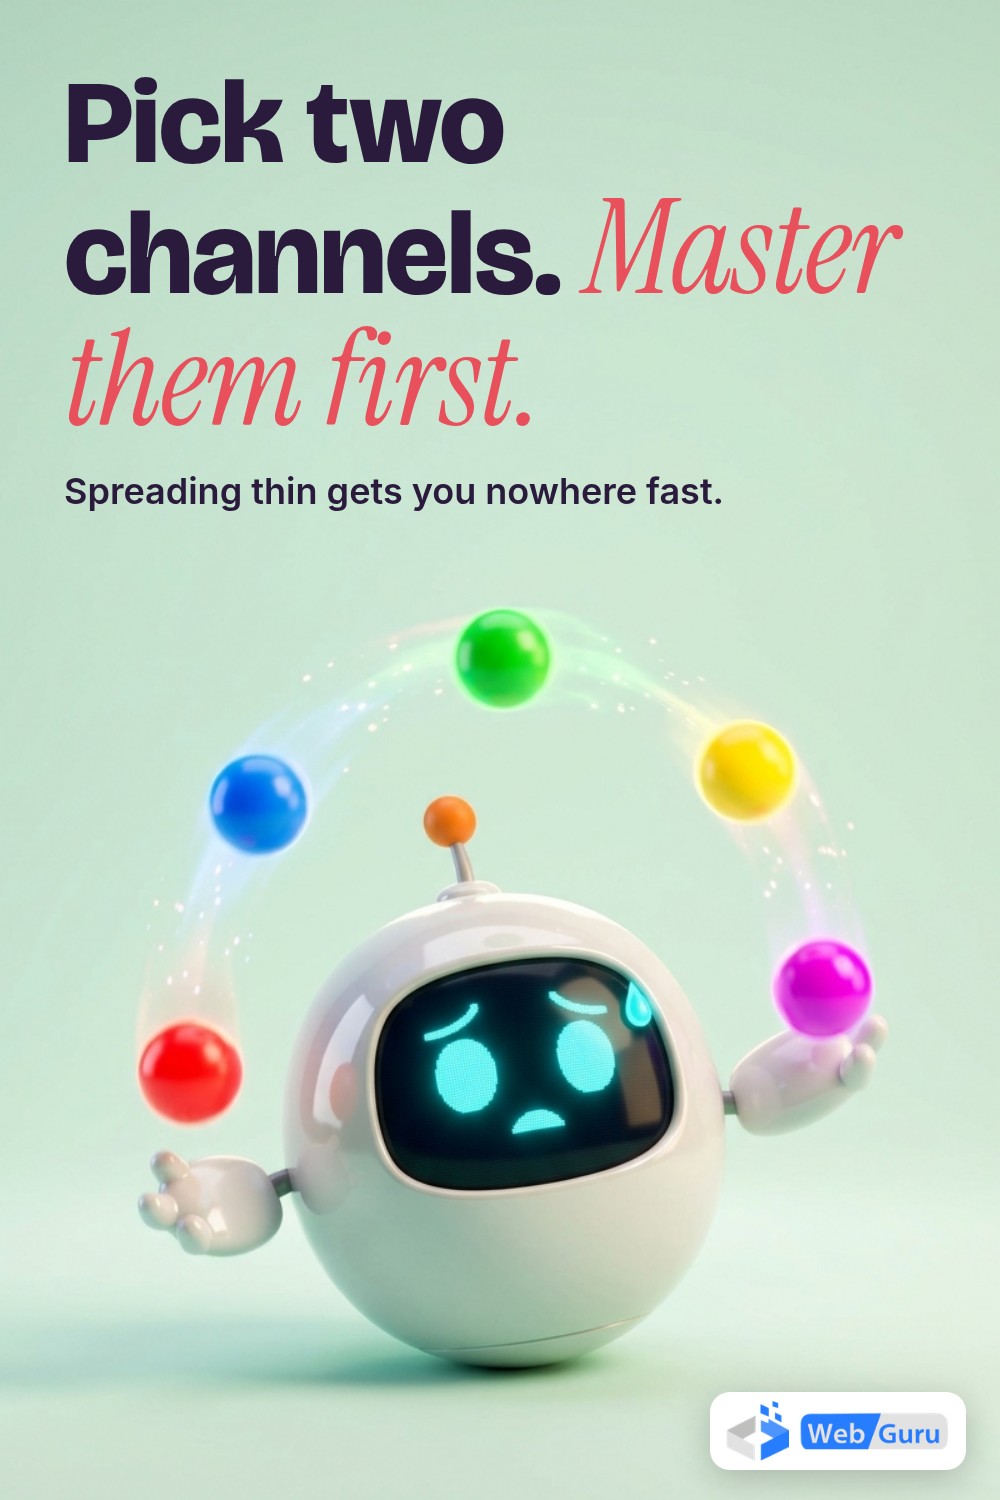 Pick two
channels. Master
them first.
Spreading thin gets you nowhere fast.
Web Guru